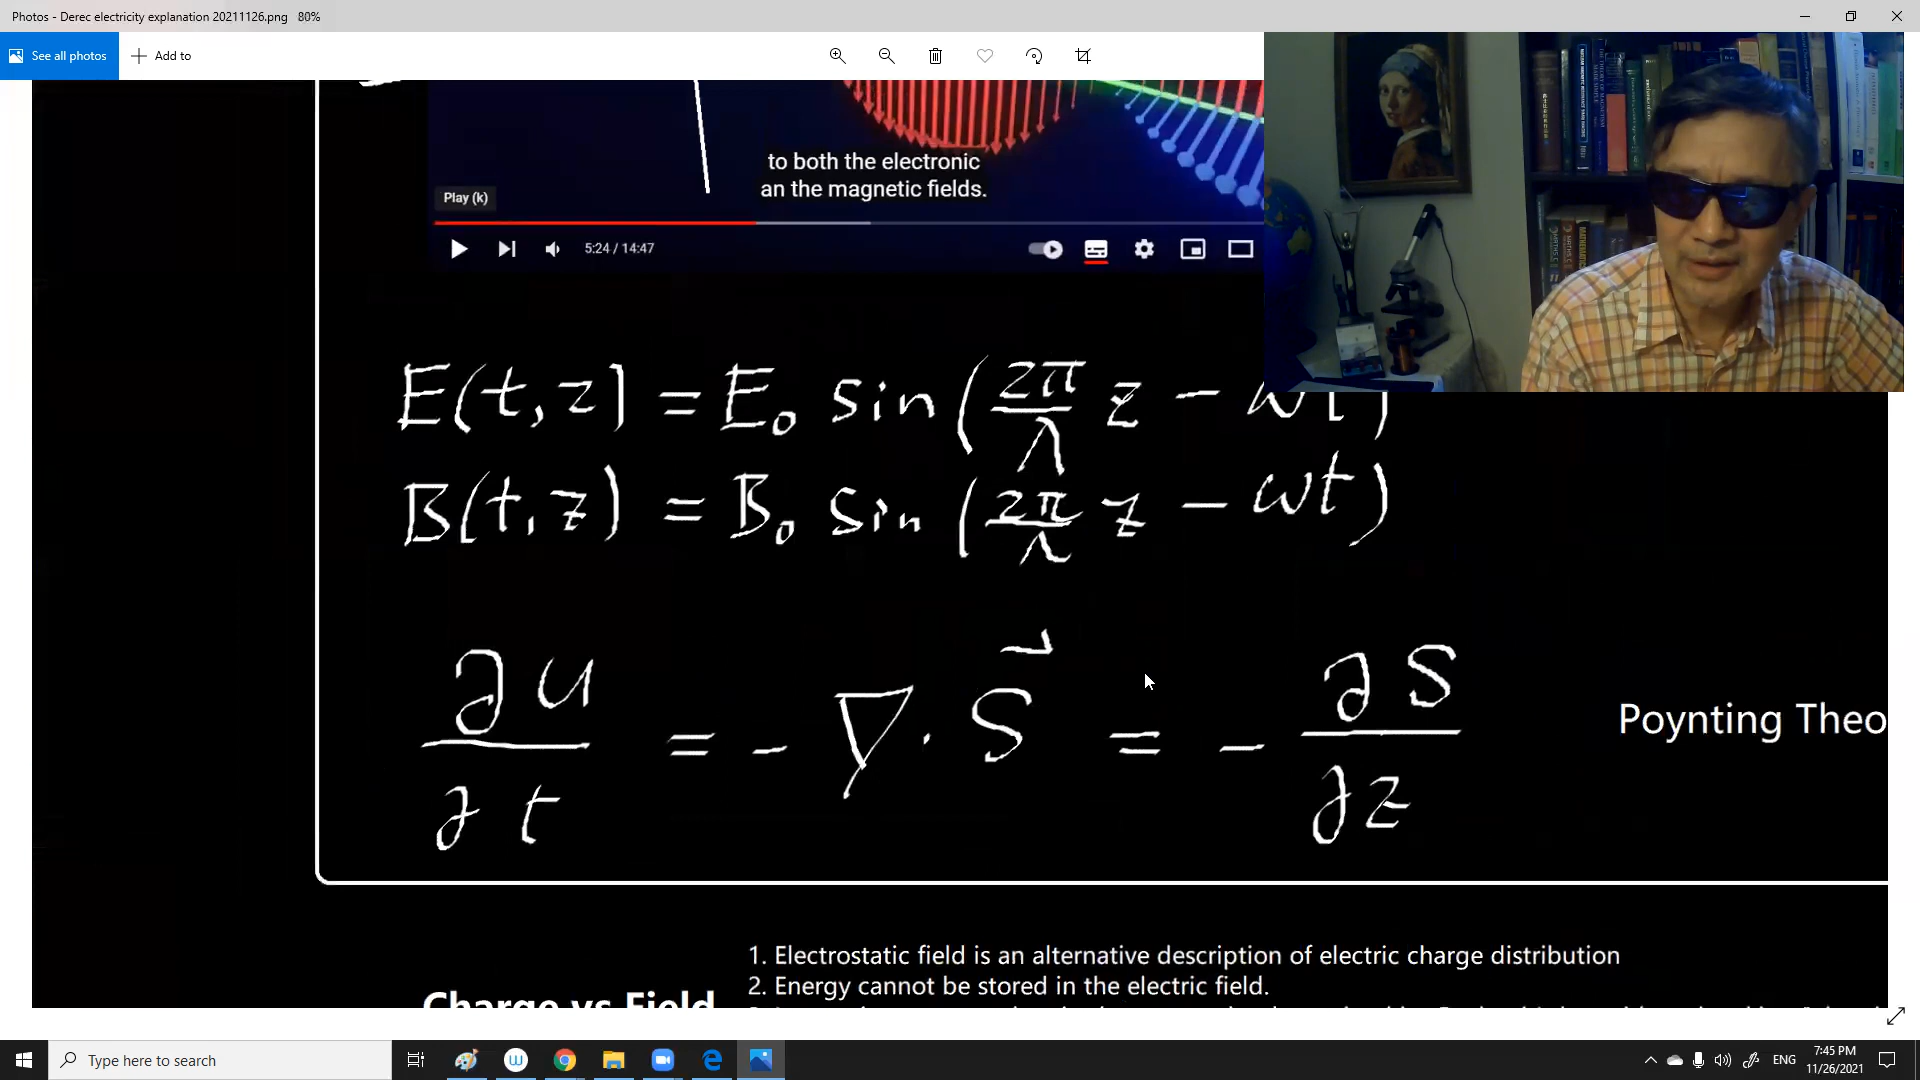 Photos - Derec electricity explanation 20211126.png 80%
See all photos
Add to
to both the electronic
an the magnetic fields.
Play (k)
5:24 / 14:47
E(t,z) = E₀ sin(2π/λ z - ωt)
B(t,z) = B₀ sin(2π/λ z - ωt)
∂u/∂t = - ∇·S⃗ = - ∂S/∂z
Poynting Theo
1. Electrostatic field is an alternative description of electric charge distribution
2. Energy cannot be stored in the electric field.
Charge vs Field
Type here to search
ENG
7:45 PM
11/26/2021